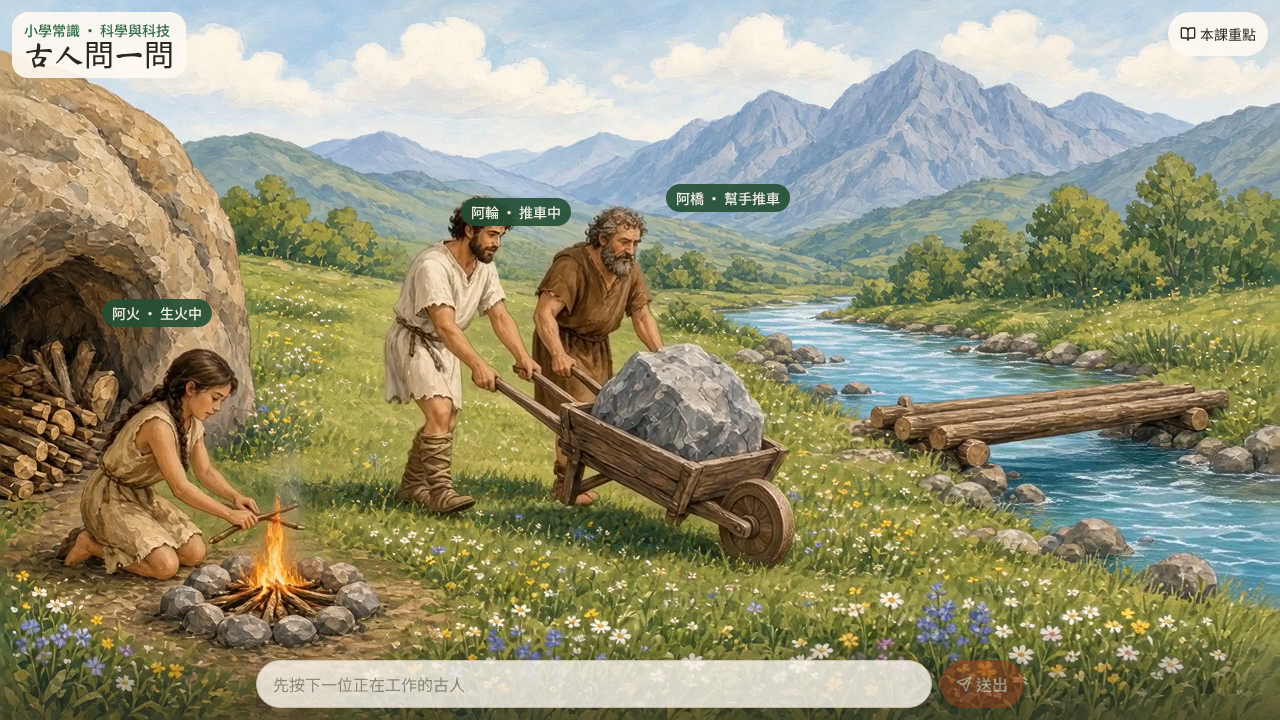 小學常識 · 科學與科技
古人問一問
本課重點
阿橋 · 幫手推車
阿輪 · 推車中
阿火 · 生火中
先按下一位正在工作的古人
送出